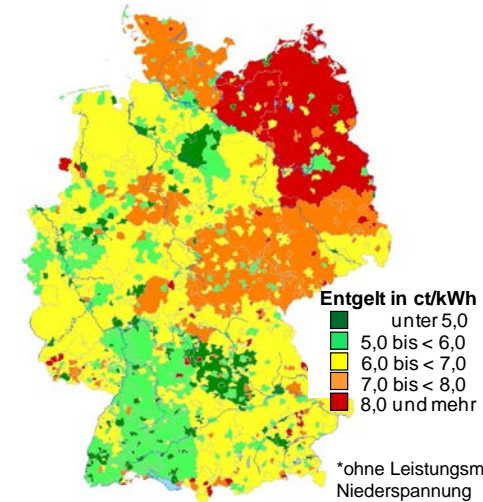 Entgelt in ct/kWh
unter 5,0
5,0 bis < 6,0
6,0 bis < 7,0
7,0 bis < 8,0
8,0 und mehr
*ohne Leistungsm
Niederspannung